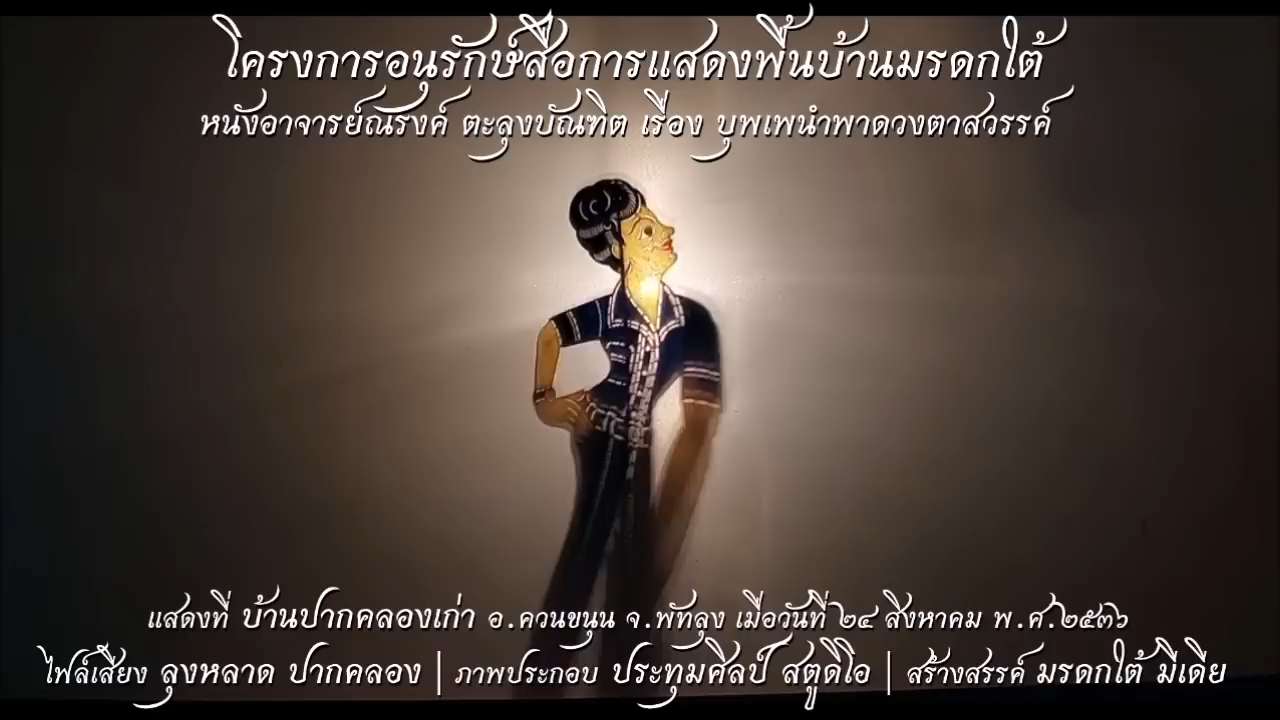 โครงการอนุรักษ์สื่อการแสดงพื้นบ้านมรดกใต้
หนังอาจารย์ณรงค์ ตะลุงบัณฑิต เรื่อง บุพเพนำพาดวงตาสวรรค์
แสดงที่ บ้านปากคลองเก่า อ.ควนขนุน จ.พัทลุง เมื่อวันที่ ๒๔ สิงหาคม พ.ศ.๒๕๓๖
ไฟล์เสียง ลุงหลาด ปากคลอง | ภาพประกอบ ประทุมศิลป์ สตูดิโอ | สร้างสรรค์ มรดกใต้ มีเดีย